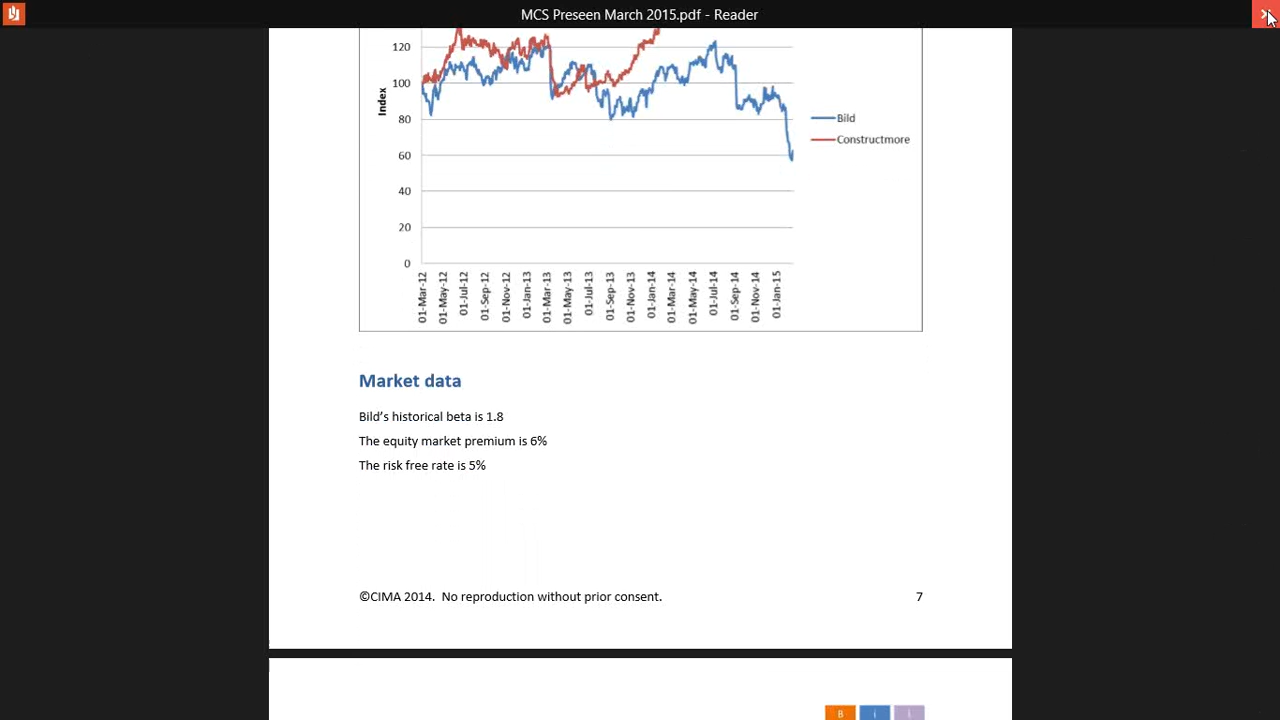 MCS Preseen March 2015.pdf - Reader
120
100
80
60
40
20
0
Index
01-Mar-12
01-May-12
01-Jul-12
01-Sep-12
01-Nov-12
01-Jan-13
01-Mar-13
01-May-13
01-Jul-13
01-Sep-13
01-Nov-13
01-Jan-14
01-Mar-14
01-May-14
01-Jul-14
01-Sep-14
01-Nov-14
01-Jan-15
Bild
Constructmore
Market data
Bild’s historical beta is 1.8
The equity market premium is 6%
The risk free rate is 5%
©CIMA 2014. No reproduction without prior consent. 7
B i l